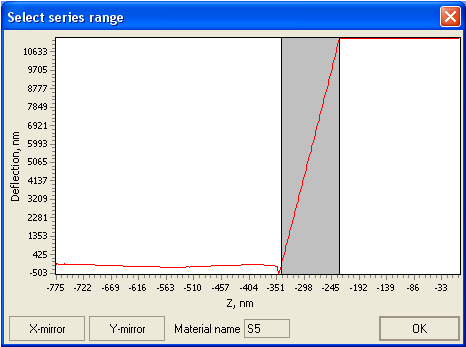 Select series range
Deflection, nm
10633
9705
8777
7849
6921
5993
5065
4137
3209
2281
1353
425
-503
-775 -722 -669 -616 -563 -510 -457 -404 -351 -298 -245 -192 -139 -86 -33
Z, nm
X-mirror Y-mirror Material name S5 OK